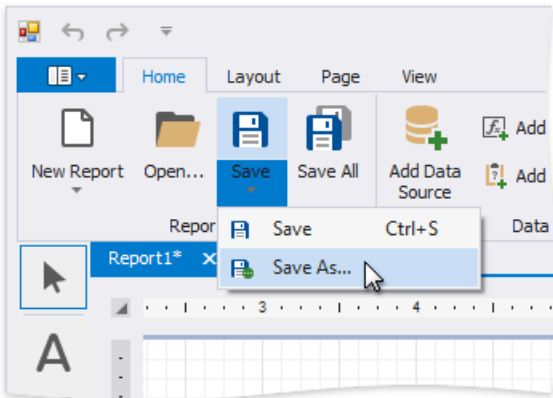 Home Layout Page View
New Report Open... Save Save All Add Data Source
Add
Add
Repor Data
Save Ctrl+S
Save As...
Report1*
3 4
A